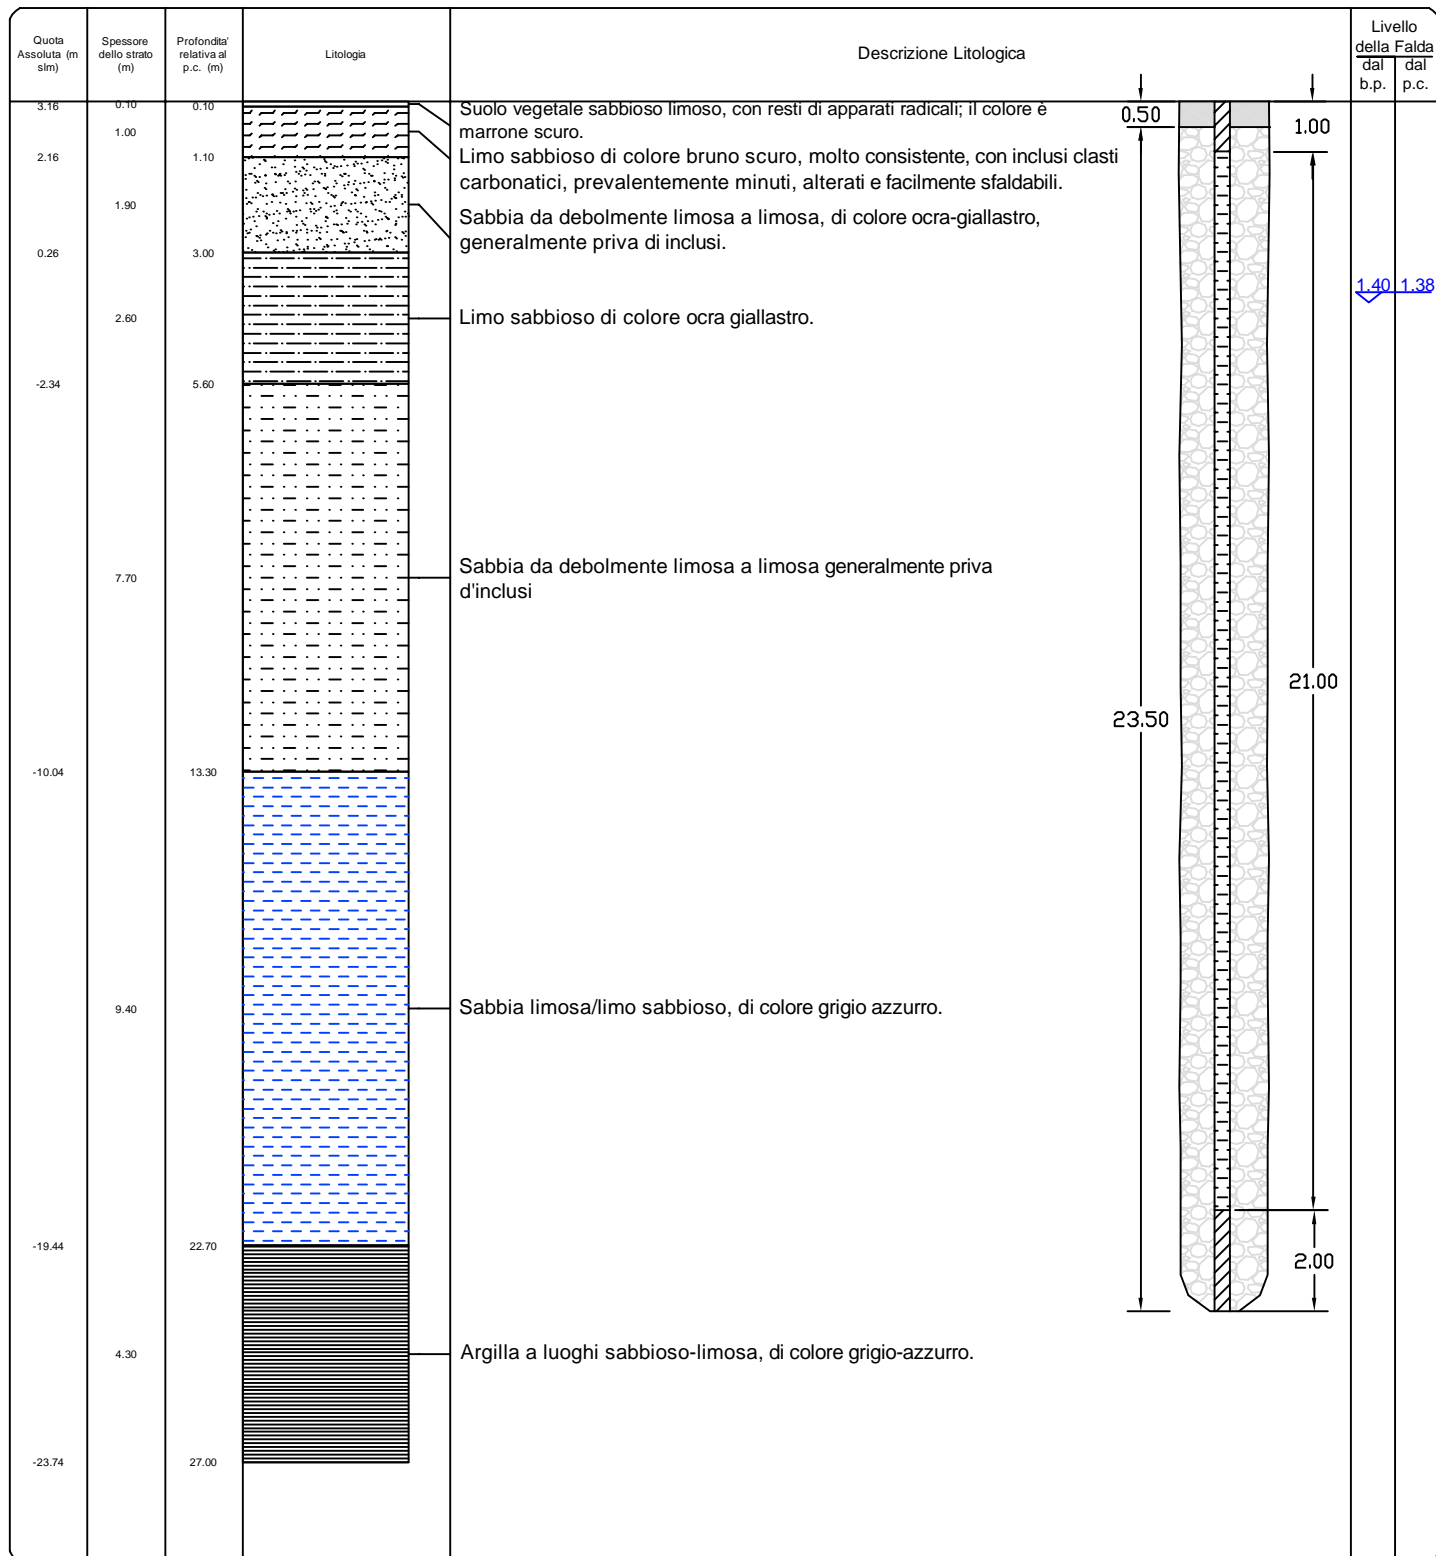 Quota
Assoluta (m
slm)
Spessore
dello strato
(m)
Profondita'
relativa al
p.c. (m)
Litologia
Descrizione Litologica
Livello
della Falda
dal
b.p.
dal
p.c.
3.16
0.10
0.10
Suolo vegetale sabbioso limoso, con resti di apparati radicali; il colore è
marrone scuro.
0.50
1.00
1.00
2.16
1.10
Limo sabbioso di colore bruno scuro, molto consistente, con inclusi clasti
carbonatici, prevalentemente minuti, alterati e facilmente sfaldabili.
1.90
Sabbia da debolmente limosa a limosa, di colore ocra-giallastro,
generalmente priva di inclusi.
0.26
3.00
1.40
1.38
2.60
Limo sabbioso di colore ocra giallastro.
-2.34
5.60
7.70
Sabbia da debolmente limosa a limosa generalmente priva
d'inclusi
21.00
23.50
-10.04
13.30
9.40
Sabbia limosa/limo sabbioso, di colore grigio azzurro.
-19.44
22.70
2.00
4.30
Argilla a luoghi sabbioso-limosa, di colore grigio-azzurro.
-23.74
27.00